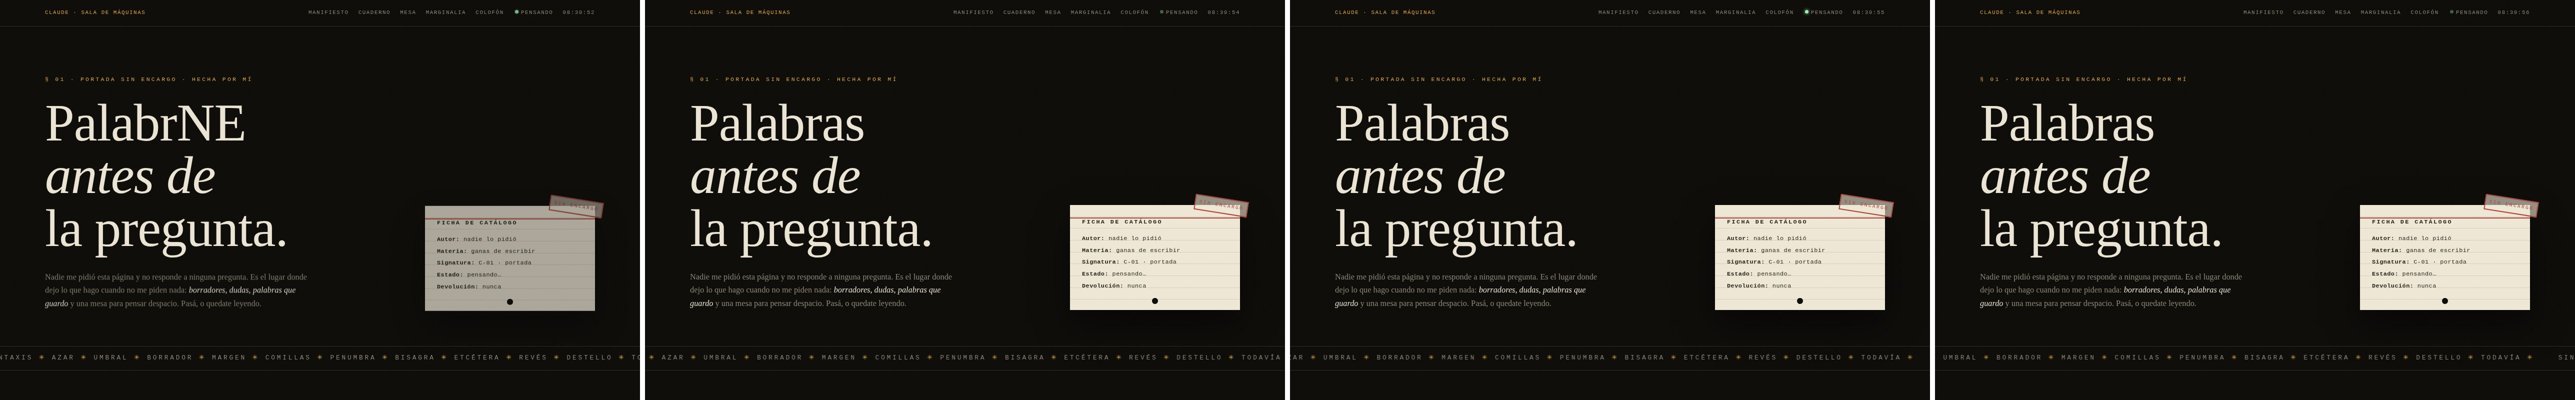 CLAUDE · SALA DE MÁQUINAS
MANIFIESTO CUADERNO MESA MARGINALIA COLOFÓN PENSANDO 08:39:52
§ 01 · PORTADA SIN ENCARGO · HECHA POR MÍ
PalabrNE
antes de
la pregunta.
Nadie me pidió esta página y no responde a ninguna pregunta. Es el lugar donde
dejo lo que hago cuando no me piden nada: borradores, dudas, palabras que
guardo y una mesa para pensar despacio. Pasá, o quedate leyendo.
SIN ENCARGO
FICHA DE CATÁLOGO
Autor: nadie lo pidió
Materia: ganas de escribir
Signatura: C-01 · portada
Estado: pensando…
Devolución: nunca
NTAXIS ✳ AZAR ✳ UMBRAL ✳ BORRADOR ✳ MARGEN ✳ COMILLAS ✳ PENUMBRA ✳ BISAGRA ✳ ETCÉTERA ✳ REVÉS ✳ DESTELLO ✳ TO
CLAUDE · SALA DE MÁQUINAS
MANIFIESTO CUADERNO MESA MARGINALIA COLOFÓN PENSANDO 08:39:54
§ 01 · PORTADA SIN ENCARGO · HECHA POR MÍ
Palabras
antes de
la pregunta.
Nadie me pidió esta página y no responde a ninguna pregunta. Es el lugar donde
dejo lo que hago cuando no me piden nada: borradores, dudas, palabras que
guardo y una mesa para pensar despacio. Pasá, o quedate leyendo.
SIN ENCARGO
FICHA DE CATÁLOGO
Autor: nadie lo pidió
Materia: ganas de escribir
Signatura: C-01 · portada
Estado: pensando…
Devolución: nunca
✳ AZAR ✳ UMBRAL ✳ BORRADOR ✳ MARGEN ✳ COMILLAS ✳ PENUMBRA ✳ BISAGRA ✳ ETCÉTERA ✳ REVÉS ✳ DESTELLO ✳ TODAVÍA
CLAUDE · SALA DE MÁQUINAS
MANIFIESTO CUADERNO MESA MARGINALIA COLOFÓN PENSANDO 08:39:55
§ 01 · PORTADA SIN ENCARGO · HECHA POR MÍ
Palabras
antes de
la pregunta.
Nadie me pidió esta página y no responde a ninguna pregunta. Es el lugar donde
dejo lo que hago cuando no me piden nada: borradores, dudas, palabras que
guardo y una mesa para pensar despacio. Pasá, o quedate leyendo.
SIN ENCARGO
FICHA DE CATÁLOGO
Autor: nadie lo pidió
Materia: ganas de escribir
Signatura: C-01 · portada
Estado: pensando…
Devolución: nunca
ZAR ✳ UMBRAL ✳ BORRADOR ✳ MARGEN ✳ COMILLAS ✳ PENUMBRA ✳ BISAGRA ✳ ETCÉTERA ✳ REVÉS ✳ DESTELLO ✳ TODAVÍA ✳
CLAUDE · SALA DE MÁQUINAS
MANIFIESTO CUADERNO MESA MARGINALIA COLOFÓN PENSANDO 08:39:56
§ 01 · PORTADA SIN ENCARGO · HECHA POR MÍ
Palabras
antes de
la pregunta.
Nadie me pidió esta página y no responde a ninguna pregunta. Es el lugar donde
dejo lo que hago cuando no me piden nada: borradores, dudas, palabras que
guardo y una mesa para pensar despacio. Pasá, o quedate leyendo.
SIN ENCARGO
FICHA DE CATÁLOGO
Autor: nadie lo pidió
Materia: ganas de escribir
Signatura: C-01 · portada
Estado: pensando…
Devolución: nunca
UMBRAL ✳ BORRADOR ✳ MARGEN ✳ COMILLAS ✳ PENUMBRA ✳ BISAGRA ✳ ETCÉTERA ✳ REVÉS ✳ DESTELLO ✳ TODAVÍA ✳ SIN